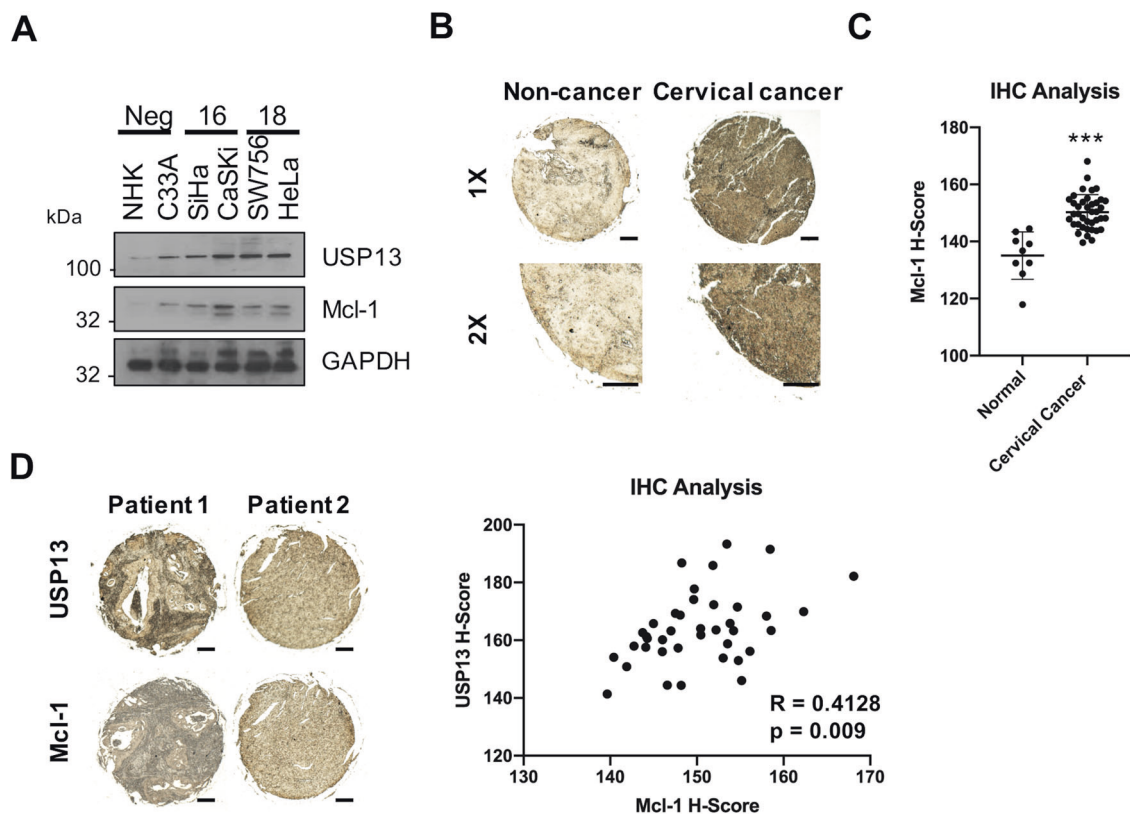 A
Neg 16 18
NHK
C33A
SiHa
CaSKi
SW756
HeLa
kDa
100
USP13
32
Mcl-1
32
GAPDH
B
Non-cancer Cervical cancer
1X
2X
C
IHC Analysis
***
Mcl-1 H-Score
180
160
140
120
100
Normal
Cervical Cancer
D
Patient 1 Patient 2
USP13
Mcl-1
IHC Analysis
USP13 H-Score
200
180
160
140
120
R = 0.4128
p = 0.009
130 140 150 160 170
Mcl-1 H-Score